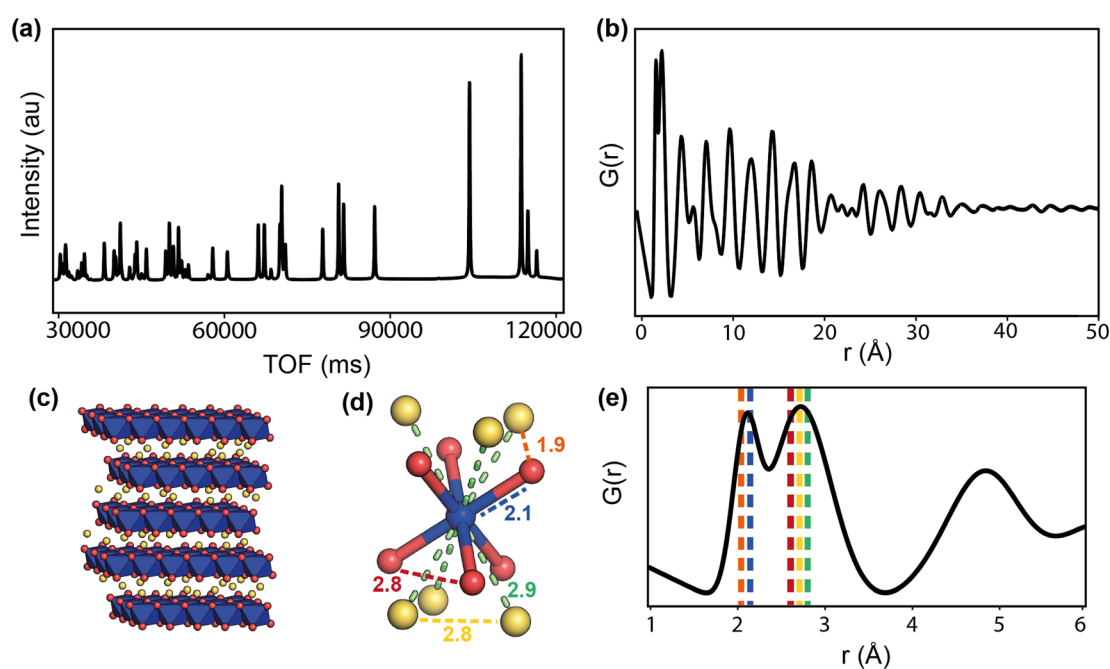 (a)
Intensity (au)
30000 60000 90000 120000
TOF (ms)
(b)
G(r)
0 10 20 30 40 50
r (Å)
(c)
(d)
1.9
2.1
2.8
2.9
2.8
(e)
G(r)
1 2 3 4 5 6
r (Å)